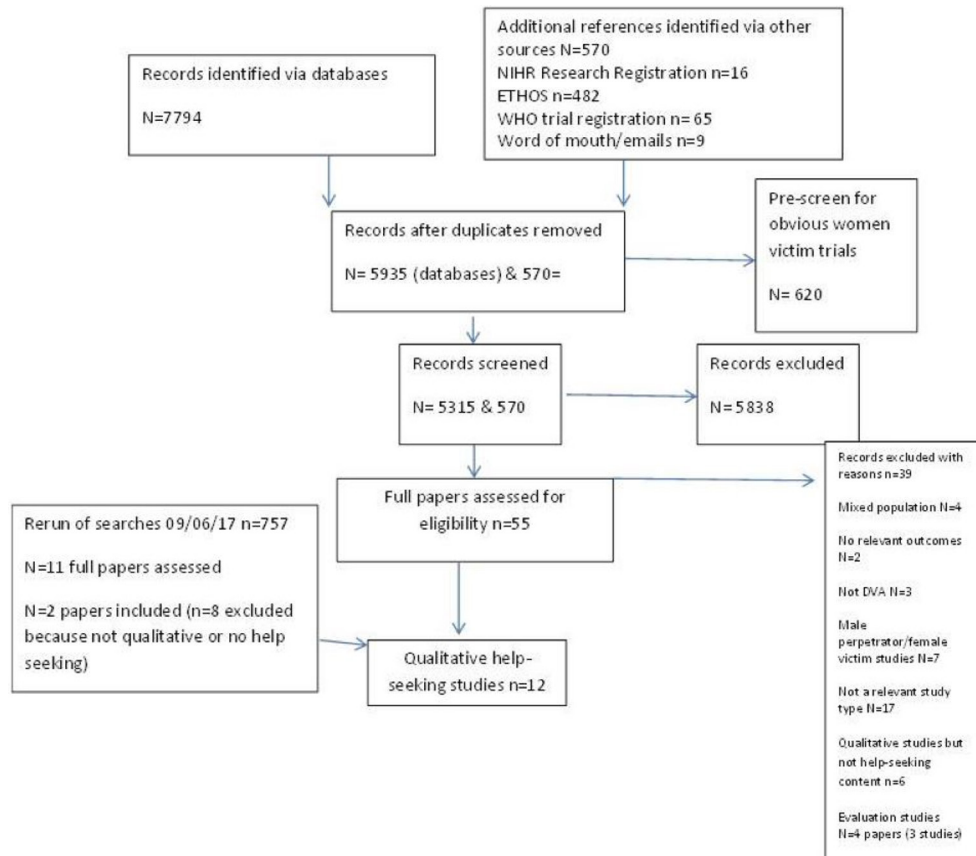 Records identified via databases
N=7794
Additional references identified via other
sources N=570
NIHR Research Registration n=16
ETHOS n=482
WHO trial registration n= 65
Word of mouth/emails n=9
Records after duplicates removed
N= 5935 (databases) & 570=
Pre-screen for
obvious women
victim trials
N= 620
Records screened
N= 5315 & 570
Records excluded
N= 5838
Full papers assessed for
eligibility n=55
Records excluded with
reasons n=39
Mixed population N=4
No relevant outcomes
N=2
Not DVA N=3
Male
perpetrator/female
victim studies N=7
Not a relevant study
type N=17
Qualitative studies but
not help-seeking
content n=6
Evaluation studies
N=4 papers (3 studies)
Rerun of searches 09/06/17 n=757
N=11 full papers assessed
N=2 papers included (n=8 excluded
because not qualitative or no help
seeking)
Qualitative help-
seeking studies n=12